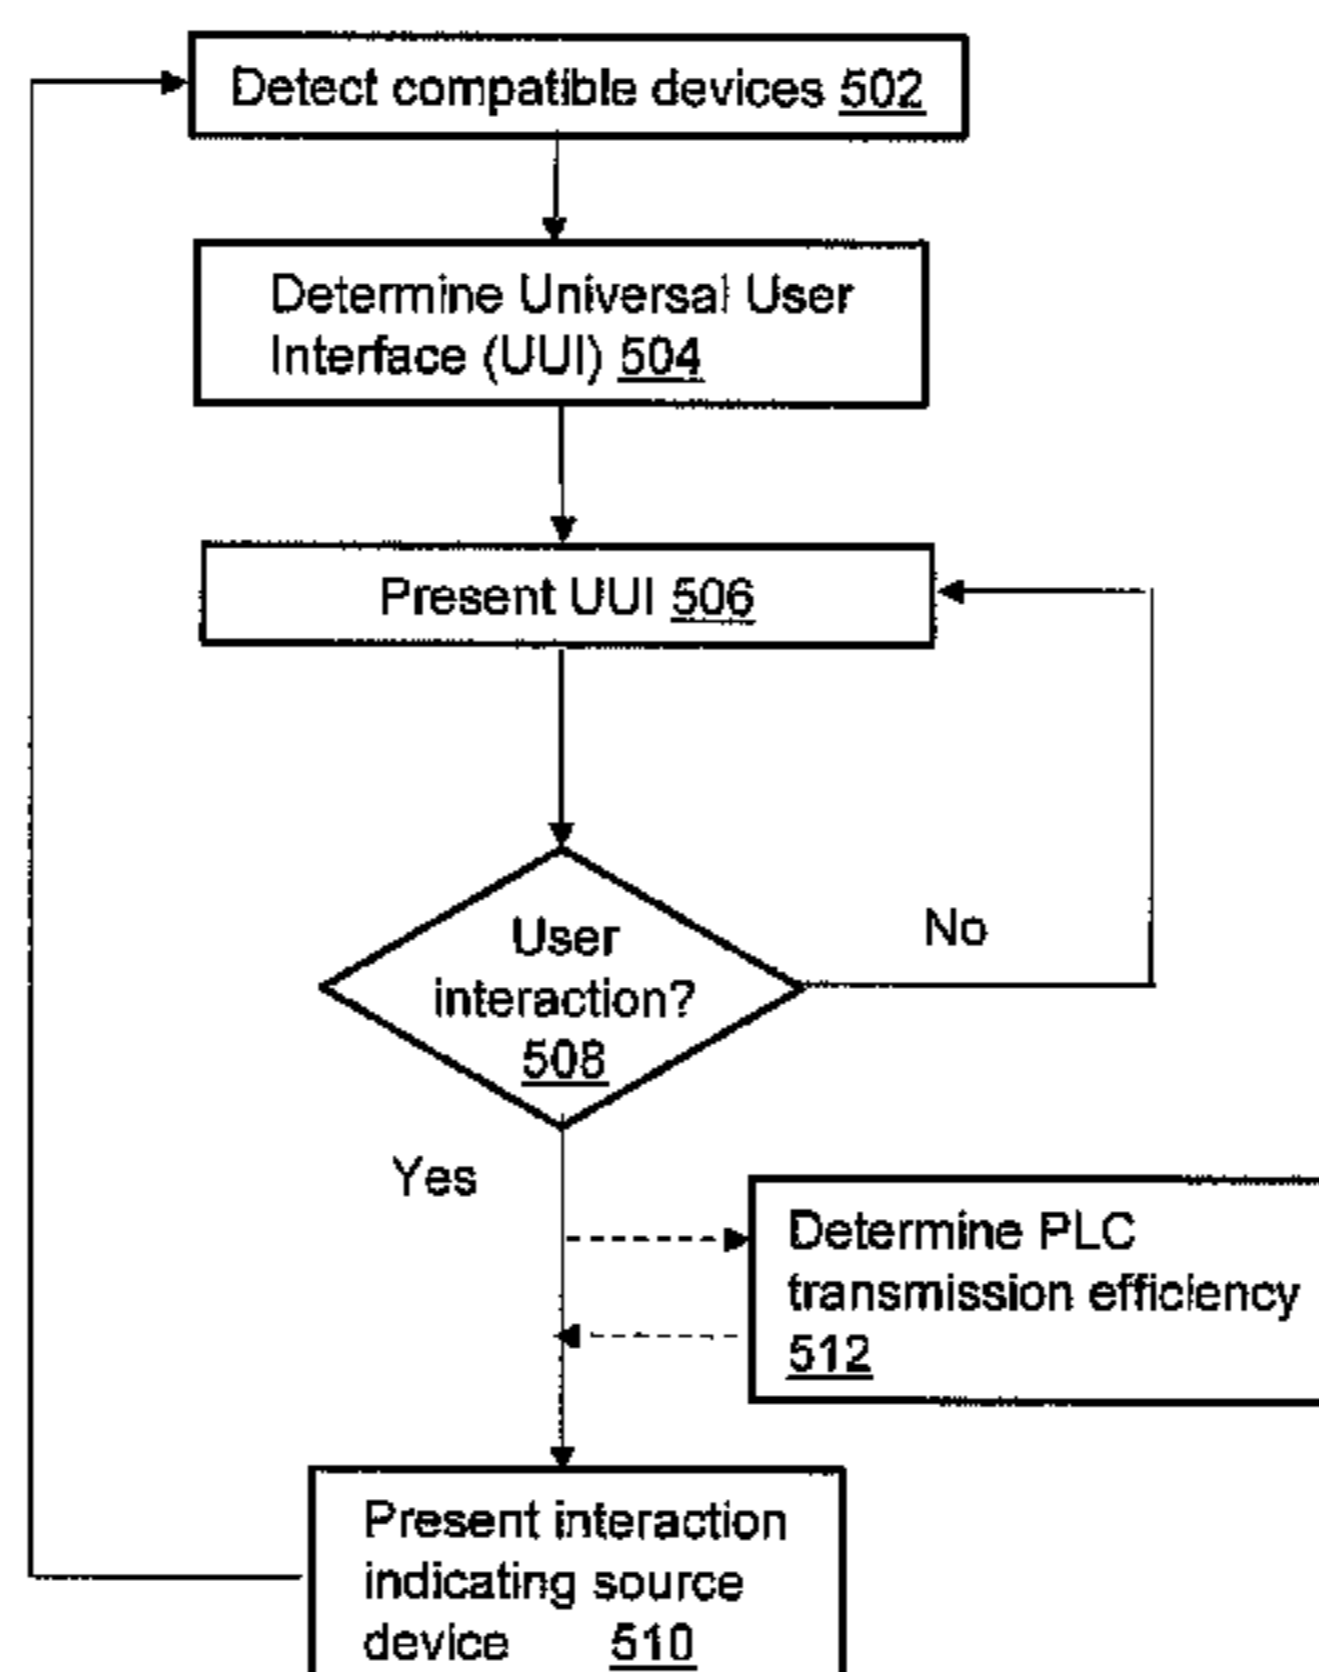 Detect compatible devices 502
Determine Universal User
Interface (UUI) 504
Present UUI 506
User
interaction?
508
No
Yes
Determine PLC
transmission efficiency
512
Present interaction
indicating source
device 510